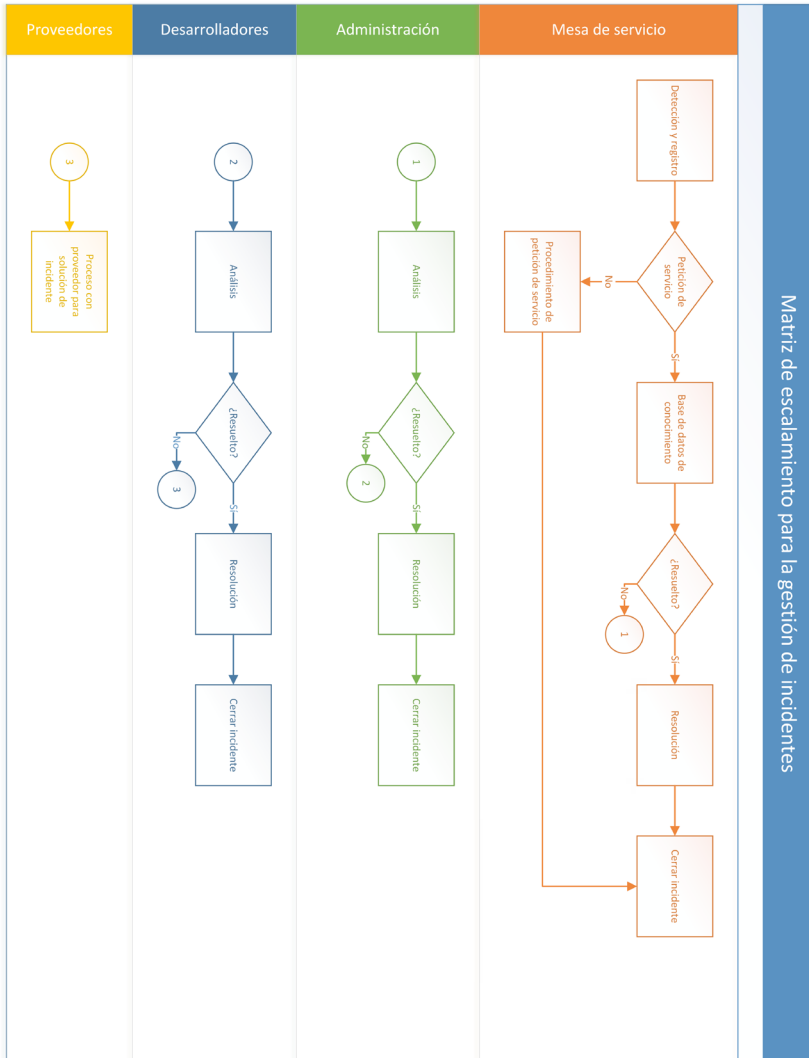 Matriz de escalamiento para la gestión de incidentes
Mesa de servicio
Detección y registro
Petición de
servicio
No
Procedimiento de
petición de servicio
Sí
Base de datos de
conocimiento
¿Resuelto?
No
1
Si
Resolución
Cerrar incidente
Administración
1
Análisis
¿Resuelto?
No
2
Si
Resolución
Cerrar incidente
Desarrolladores
2
Análisis
¿Resuelto?
No
3
Si
Resolución
Cerrar incidente
Proveedores
3
Proceso con
proveedor para
solución de
incidente